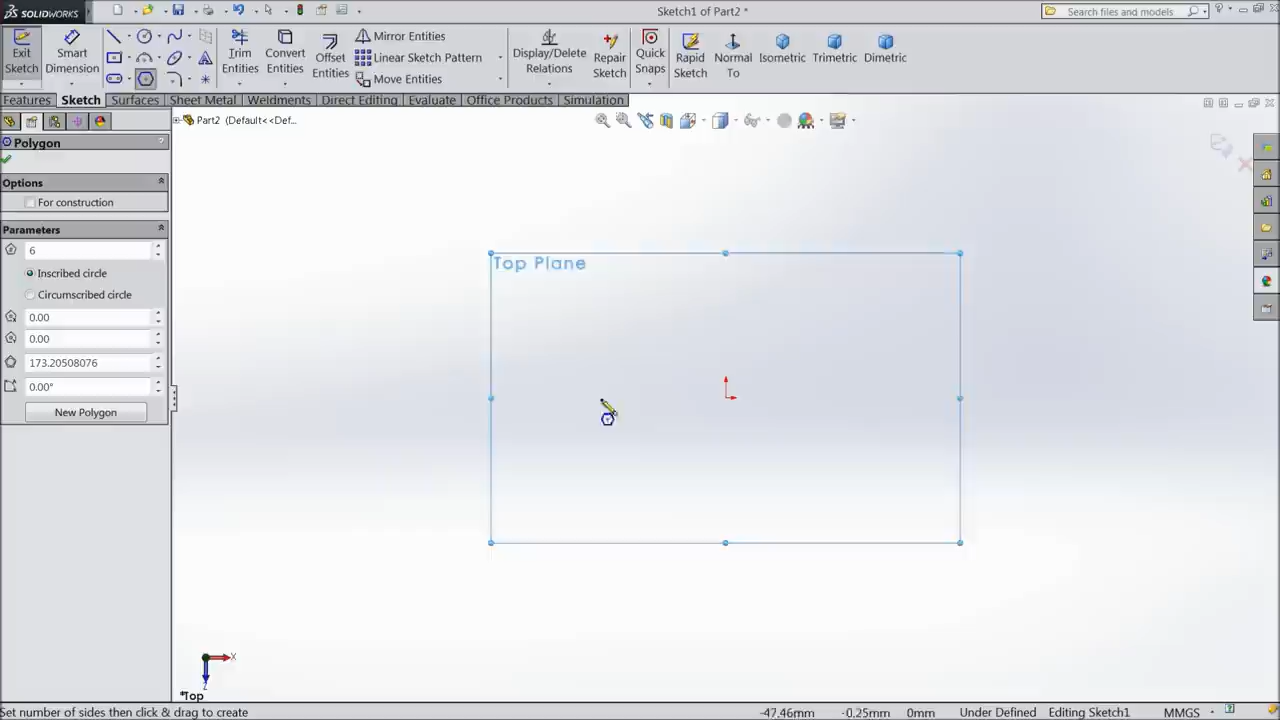 SOLIDWORKS
Sketch1 of Part2 *
Search files and models
Exit Sketch
Smart Dimension
Trim Entities
Convert Entities
Offset Entities
Mirror Entities
Linear Sketch Pattern
Move Entities
Display/Delete Relations
Repair Sketch
Quick Snaps
Rapid Sketch
Normal To
Isometric
Trimetric
Dimetric
Features
Sketch
Surfaces
Sheet Metal
Weldments
Direct Editing
Evaluate
Office Products
Simulation
Part2 (Default<<Def...
Polygon
?
Options
For construction
Parameters
6
Inscribed circle
Circumscribed circle
0.00
0.00
173.20508076
0.00°
New Polygon
Top Plane
X
Z
*Top
Set number of sides then click & drag to create
-47.46mm
-0.25mm
0mm
Under Defined
Editing Sketch1
MMGS